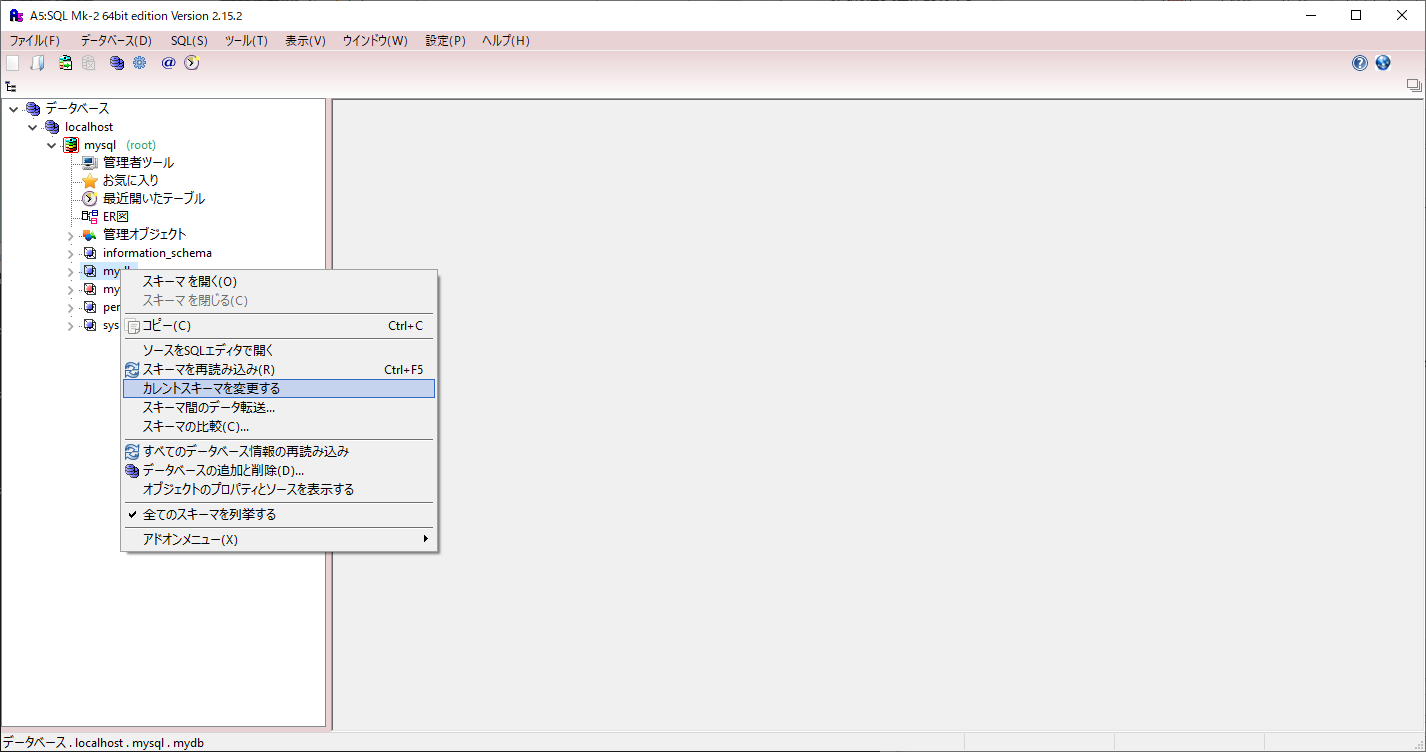 A5:SQL Mk-2 64bit edition Version 2.15.2
ファイル(F) データベース(D) SQL(S) ツール(T) 表示(V) ウインドウ(W) 設定(P) ヘルプ(H)
データベース
localhost
mysql (root)
管理者ツール
お気に入り
最近開いたテーブル
ER図
管理オブジェクト
information_schema
mydb
my
per
sys
スキーマ を開く(O)
スキーマ を閉じる(C)
コピー(C) Ctrl+C
ソースをSQLエディタで開く
スキーマを再読み込み(R) Ctrl+F5
カレントスキーマを変更する
スキーマ間のデータ転送...
スキーマの比較(C)...
すべてのデータベース情報の再読み込み
データベースの追加と削除(D)...
オブジェクトのプロパティとソースを表示する
全てのスキーマを列挙する
アドオンメニュー(X)
データベース . localhost . mysql . mydb